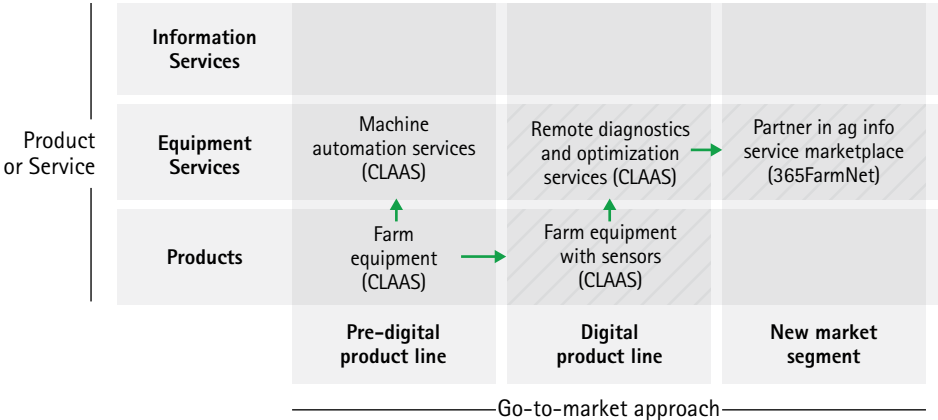 Information
Services
Product
or Service
Equipment
Services
Machine
automation services
(CLAAS)
Remote diagnostics
and optimization
services (CLAAS)
Partner in ag info
service marketplace
(365FarmNet)
Products
Farm
equipment
(CLAAS)
Farm equipment
with sensors
(CLAAS)
Pre-digital
product line
Digital
product line
New market
segment
Go-to-market approach